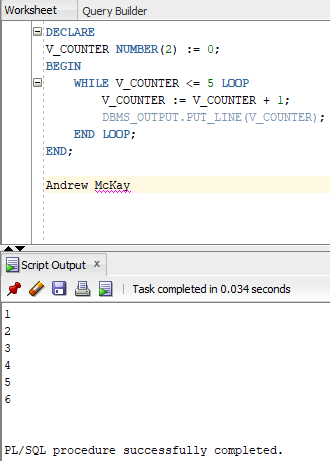 Worksheet Query Builder
DECLARE
V_COUNTER NUMBER(2) := 0;
BEGIN
WHILE V_COUNTER <= 5 LOOP
V_COUNTER := V_COUNTER + 1;
DBMS_OUTPUT.PUT_LINE(V_COUNTER);
END LOOP;
END;
Andrew McKay
Script Output x
Task completed in 0.034 seconds
1
2
3
4
5
6
PL/SQL procedure successfully completed.